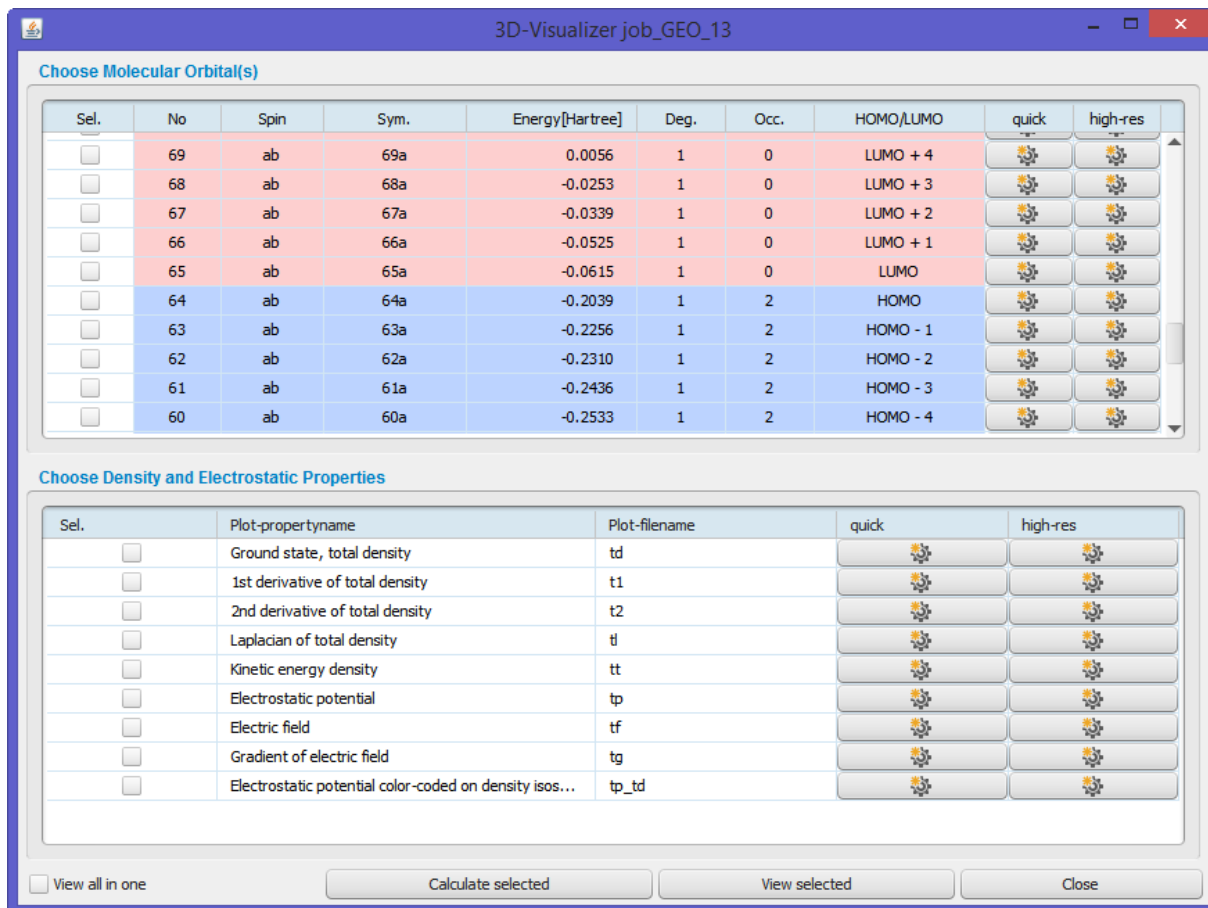 3D-Visualizer job_GEO_13
Choose Molecular Orbital(s)
Sel. No Spin Sym. Energy[Hartree] Deg. Occ. HOMO/LUMO quick high-res
69 ab 69a 0.0056 1 0 LUMO + 4
68 ab 68a -0.0253 1 0 LUMO + 3
67 ab 67a -0.0339 1 0 LUMO + 2
66 ab 66a -0.0525 1 0 LUMO + 1
65 ab 65a -0.0615 1 0 LUMO
64 ab 64a -0.2039 1 2 HOMO
63 ab 63a -0.2256 1 2 HOMO - 1
62 ab 62a -0.2310 1 2 HOMO - 2
61 ab 61a -0.2436 1 2 HOMO - 3
60 ab 60a -0.2533 1 2 HOMO - 4
Choose Density and Electrostatic Properties
Sel. Plot-propertyname Plot-filename quick high-res
Ground state, total density td
1st derivative of total density t1
2nd derivative of total density t2
Laplacian of total density tl
Kinetic energy density tt
Electrostatic potential tp
Electric field tf
Gradient of electric field tg
Electrostatic potential color-coded on density isos... tp_td
View all in one Calculate selected View selected Close